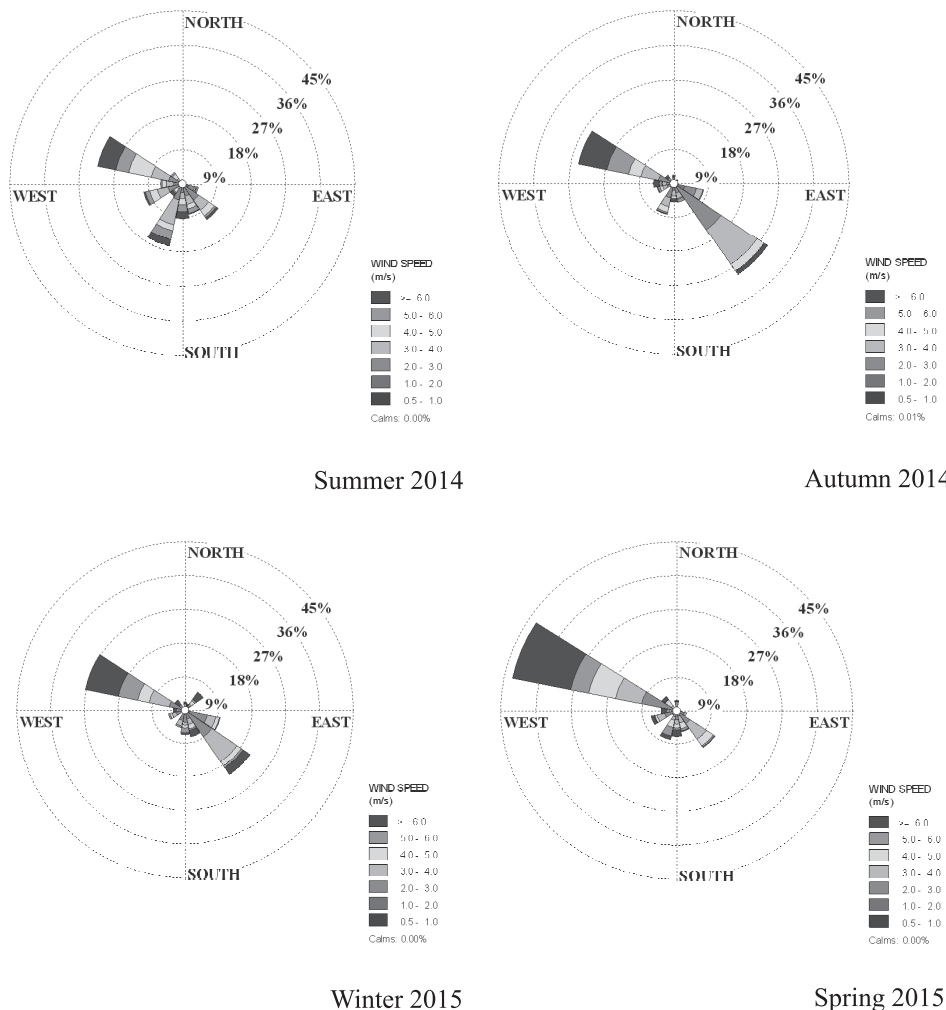 NORTH
45%
36%
27%
18%
9%
WEST
EAST
SOUTH
WIND SPEED
(m/s)
>= 6.0
5.0 - 6.0
4.0 - 5.0
3.0 - 4.0
2.0 - 3.0
1.0 - 2.0
0.5 - 1.0
Calms: 0.00%
Summer 2014
NORTH
45%
36%
27%
18%
9%
WEST
EAST
SOUTH
WIND SPEED
(m/s)
> 6.0
5.0 6.0
4.0 - 5.0
3.0 - 4.0
2.0 - 3.0
1.0 - 2.0
0.5 - 1.0
Calms: 0.01%
Autumn 2014
NORTH
45%
36%
27%
18%
9%
WEST
EAST
SOUTH
WIND SPEED
(m/s)
> 6.0
5.0 - 6.0
4.0 - 5.0
3.0 - 4.0
2.0 - 3.0
1.0 - 2.0
0.5 - 1.0
Calms: 0.00%
Winter 2015
NORTH
45%
36%
27%
18%
9%
WEST
EAST
SOUTH
WIND SPEED
(m/s)
>= 6.0
5.0 - 6.0
4.0 - 5.0
3.0 - 4.0
2.0 - 3.0
1.0 - 2.0
0.5 - 1.0
Calms: 0.00%
Spring 2015